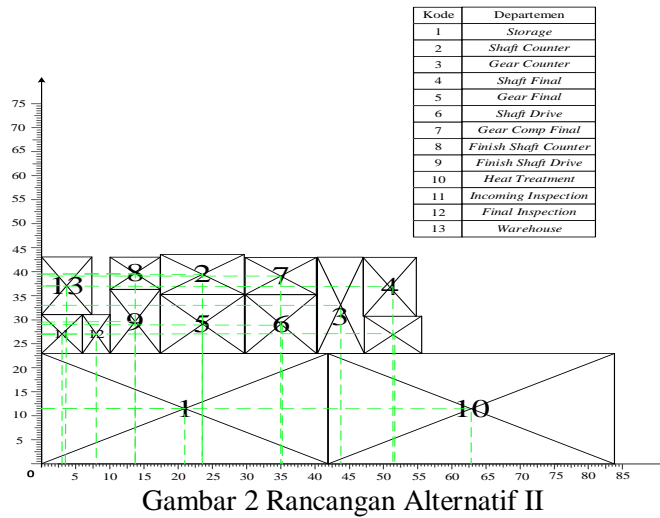 Kode Departemen
1 Storage
2 Shaft Counter
3 Gear Counter
4 Shaft Final
5 Gear Final
6 Shaft Drive
7 Gear Comp Final
8 Finish Shaft Counter
9 Finish Shaft Drive
10 Heat Treatment
11 Incoming Inspection
12 Final Inspection
13 Warehouse
75
70
65
60
55
50
45
40
35
30
25
20
15
10
5
0
13 8 2 7 4
11 12 9 5 6 3
1 10
5 10 15 20 25 30 35 40 45 50 55 60 65 70 75 80 85
Gambar 2 Rancangan Alternatif II